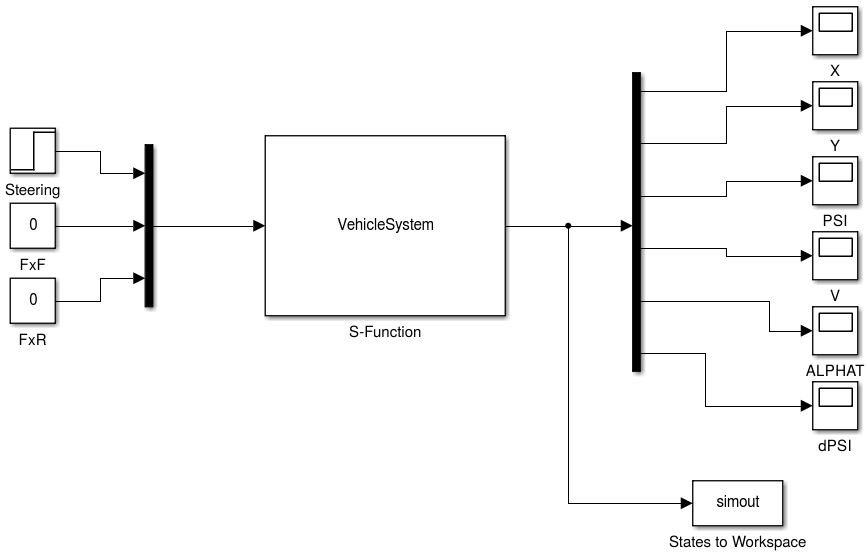 X
Y
PSI
V
ALPHAT
dPSI
Steering
0
FxF
0
FxR
VehicleSystem
S-Function
simout
States to Workspace